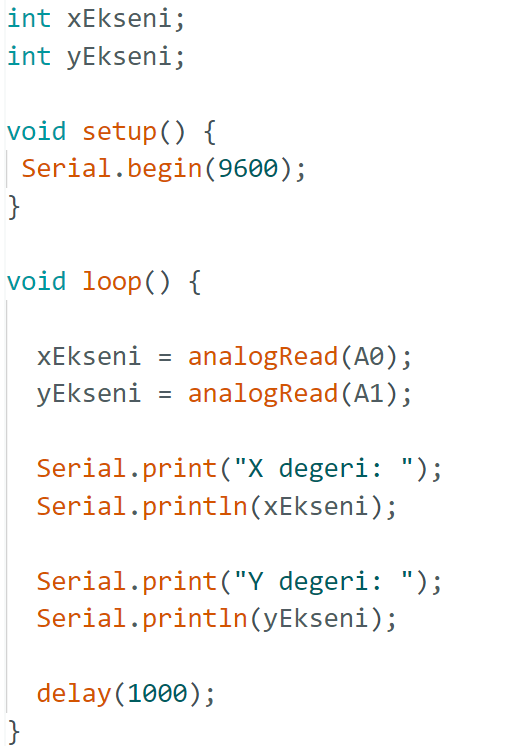 int xEkseni;
int yEkseni;

void setup() {
 Serial.begin(9600);
}

void loop() {

  xEkseni = analogRead(A0);
  yEkseni = analogRead(A1);

  Serial.print("X degeri: ");
  Serial.println(xEkseni);

  Serial.print("Y degeri: ");
  Serial.println(yEkseni);

  delay(1000);
}